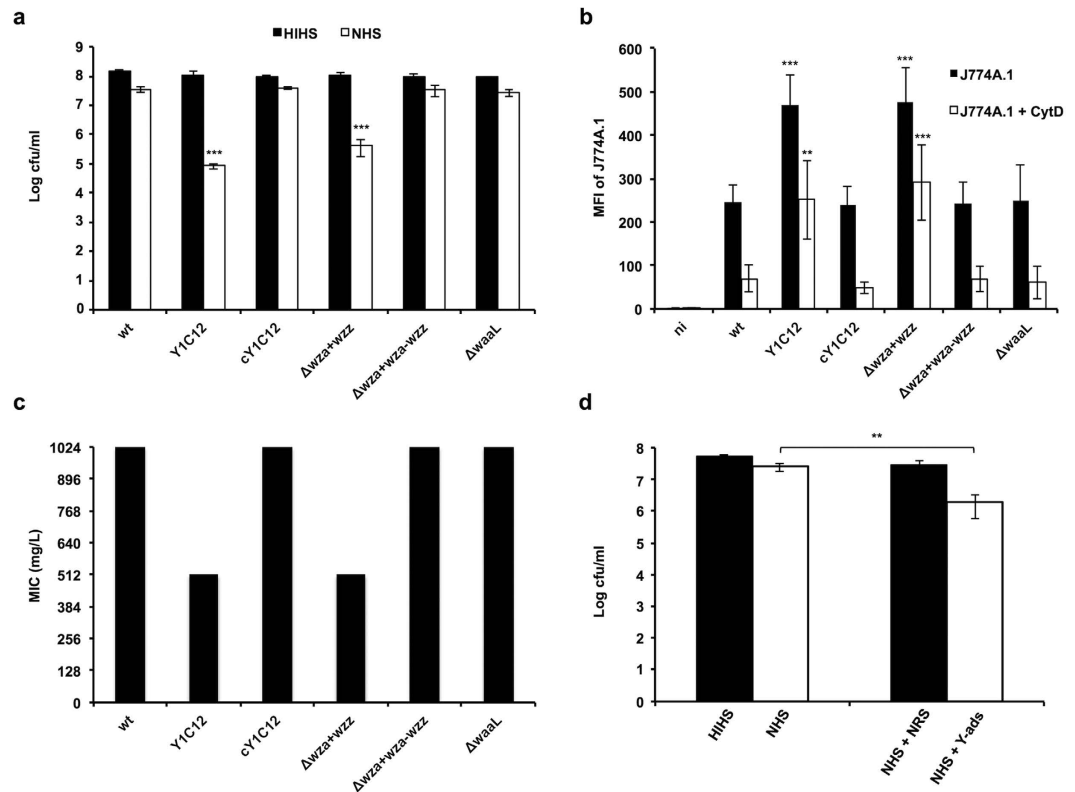 a
HIHS NHS
Log cfu/ml
9
8
7
6
5
4
3
2
1
0
***
***
wt
Y1C12
cY1C12
Δwza+wzz
Δwza+wza-wzz
ΔwaaL
b
J774A.1
J774A.1 + CytD
MFI of J774A.1
600
500
400
300
200
100
0
***
**
***
***
ni
wt
Y1C12
cY1C12
Δwza+wzz
Δwza+wza-wzz
ΔwaaL
c
MIC (mg/L)
1024
896
768
640
512
384
256
128
0
wt
Y1C12
cY1C12
Δwza+wzz
Δwza+wza-wzz
ΔwaaL
d
Log cfu/ml
8
7
6
5
4
3
2
1
0
**
HIHS
NHS
NHS + NRS
NHS + Y-ads